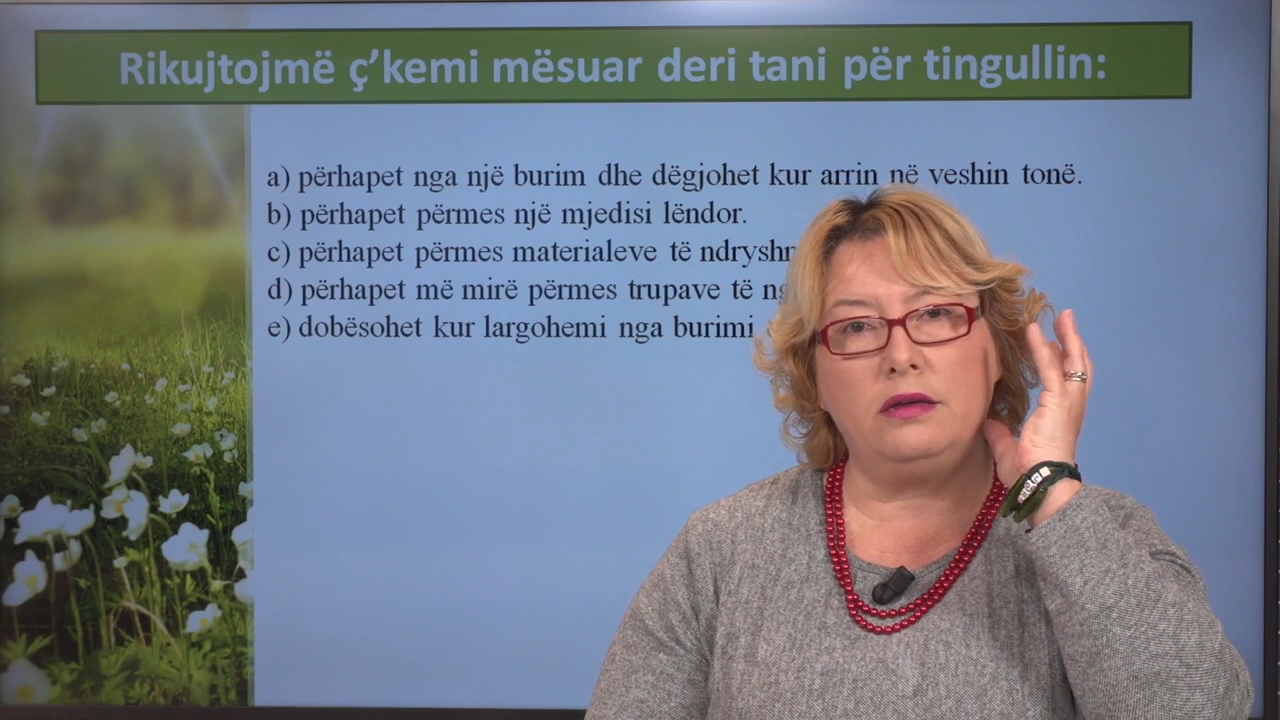 Rikujtojmë ç’kemi mësuar deri tani për tingullin:
a) përhapet nga një burim dhe dëgjohet kur arrin në veshin tonë.
b) përhapet përmes një mjedisi lëndor.
c) përhapet përmes materialeve të
d) përhapet më mirë përmes trupave të
e) dobësohet kur largohemi nga burimi